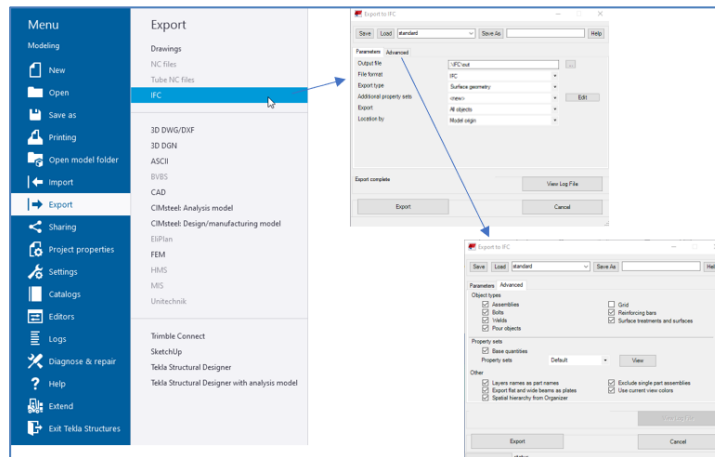 Menu
Modeling
New
Open
Save as
Printing
Open model folder
Import
Export
Sharing
Project properties
Settings
Catalogs
Editors
Logs
Diagnose & repair
Help
Extend
Exit Tekla Structures
Export
Drawings
NC files
Tube NC files
IFC
3D DWG/DXF
3D DGN
ASCII
BVBS
CAD
CIMsteel: Analysis model
CIMsteel: Design/manufacturing model
EliPlan
FEM
HMS
MIS
Unitechnik
Trimble Connect
SketchUp
Tekla Structural Designer
Tekla Structural Designer with analysis model
Export to IFC
Save Load standard Save As Help
Parameters Advanced
Output file .\IFC\out ...
File format IFC
Export type Surface geometry
Additional property sets <new> Edit
Export All objects
Location by Model origin
Export complete
View Log File
Export Cancel
Export to IFC
Save Load standard Save As Hel
Parameters Advanced
Object types
Assemblies Grid
Bolts Reinforcing bars
Welds Surface treatments and surfaces
Pour objects
Property sets
Base quantities
Property sets Default View
Other
Layers names as part names Exclude single part assemblies
Export flat and wide beams as plates Use current view colors
Spatial hierarchy from Organizer
View Log File
Export Cancel